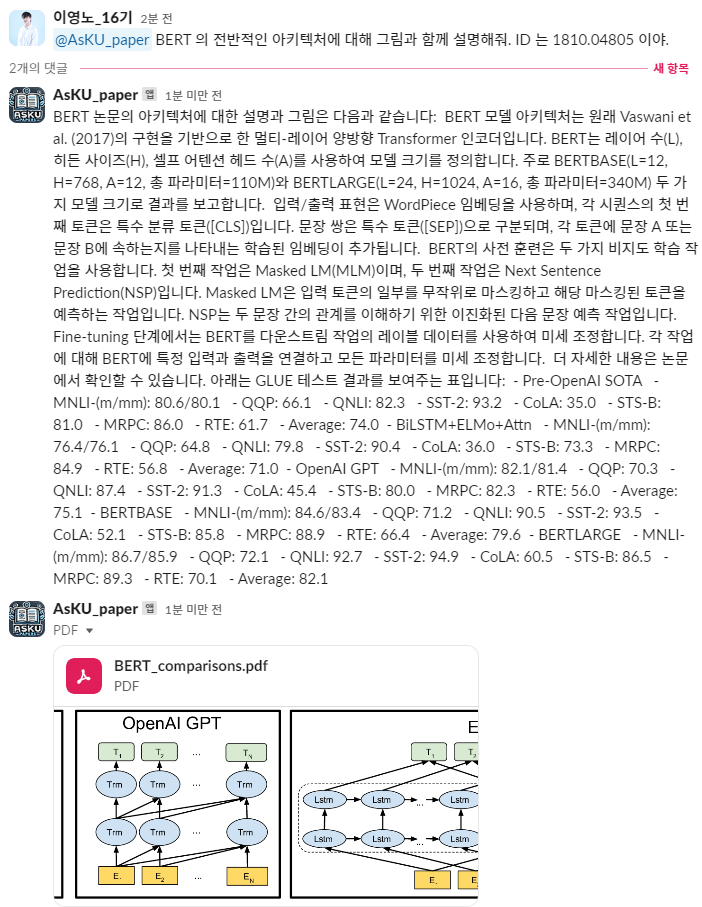 이영노_16기 2분 전
@AsKU_paper BERT 의 전반적인 아키텍처에 대해 그림과 함께 설명해줘. ID 는 1810.04805 이야.
2개의 댓글 새 항목
AsKU_paper 앱 1분 미만 전
BERT 논문의 아키텍처에 대한 설명과 그림은 다음과 같습니다: BERT 모델 아키텍처는 원래 Vaswani et
al. (2017)의 구현을 기반으로 한 멀티-레이어 양방향 Transformer 인코더입니다. BERT는 레이어 수(L),
히든 사이즈(H), 셀프 어텐션 헤드 수(A)를 사용하여 모델 크기를 정의합니다. 주로 BERTBASE(L=12,
H=768, A=12, 총 파라미터=110M)와 BERTLARGE(L=24, H=1024, A=16, 총 파라미터=340M) 두 가
지 모델 크기로 결과를 보고합니다. 입력/출력 표현은 WordPiece 임베딩을 사용하며, 각 시퀀스의 첫 번
째 토큰은 특수 분류 토큰([CLS])입니다. 문장 쌍은 특수 토큰([SEP])으로 구분되며, 각 토큰에 문장 A 또는
문장 B에 속하는지를 나타내는 학습된 임베딩이 추가됩니다. BERT의 사전 훈련은 두 가지 비지도 학습 작
업을 사용합니다. 첫 번째 작업은 Masked LM(MLM)이며, 두 번째 작업은 Next Sentence
Prediction(NSP)입니다. Masked LM은 입력 토큰의 일부를 무작위로 마스킹하고 해당 마스킹된 토큰을
예측하는 작업입니다. NSP는 두 문장 간의 관계를 이해하기 위한 이진화된 다음 문장 예측 작업입니다.
Fine-tuning 단계에서는 BERT를 다운스트림 작업의 레이블 데이터를 사용하여 미세 조정합니다. 각 작업
에 대해 BERT에 특정 입력과 출력을 연결하고 모든 파라미터를 미세 조정합니다. 더 자세한 내용은 논문
에서 확인할 수 있습니다. 아래는 GLUE 테스트 결과를 보여주는 표입니다: - Pre-OpenAI SOTA -
MNLI-(m/mm): 80.6/80.1 - QQP: 66.1 - QNLI: 82.3 - SST-2: 93.2 - CoLA: 35.0 - STS-B:
81.0 - MRPC: 86.0 - RTE: 61.7 - Average: 74.0 - BiLSTM+ELMo+Attn - MNLI-(m/mm):
76.4/76.1 - QQP: 64.8 - QNLI: 79.8 - SST-2: 90.4 - CoLA: 36.0 - STS-B: 73.3 - MRPC:
84.9 - RTE: 56.8 - Average: 71.0 - OpenAI GPT - MNLI-(m/mm): 82.1/81.4 - QQP: 70.3 -
QNLI: 87.4 - SST-2: 91.3 - CoLA: 45.4 - STS-B: 80.0 - MRPC: 82.3 - RTE: 56.0 - Average:
75.1 - BERTBASE - MNLI-(m/mm): 84.6/83.4 - QQP: 71.2 - QNLI: 90.5 - SST-2: 93.5 -
CoLA: 52.1 - STS-B: 85.8 - MRPC: 88.9 - RTE: 66.4 - Average: 79.6 - BERTLARGE - MNLI-
(m/mm): 86.7/85.9 - QQP: 72.1 - QNLI: 92.7 - SST-2: 94.9 - CoLA: 60.5 - STS-B: 86.5 -
MRPC: 89.3 - RTE: 70.1 - Average: 82.1
AsKU_paper 앱 1분 미만 전
PDF
BERT_comparisons.pdf
PDF
OpenAI GPT
T1 T2 ... TN
Trm Trm ... Trm
Trm Trm ... Trm
E1 E2 ... EN
E
T1 T2
Lstm Lstm ... Lstm
Lstm Lstm ... Lstm
E1 E